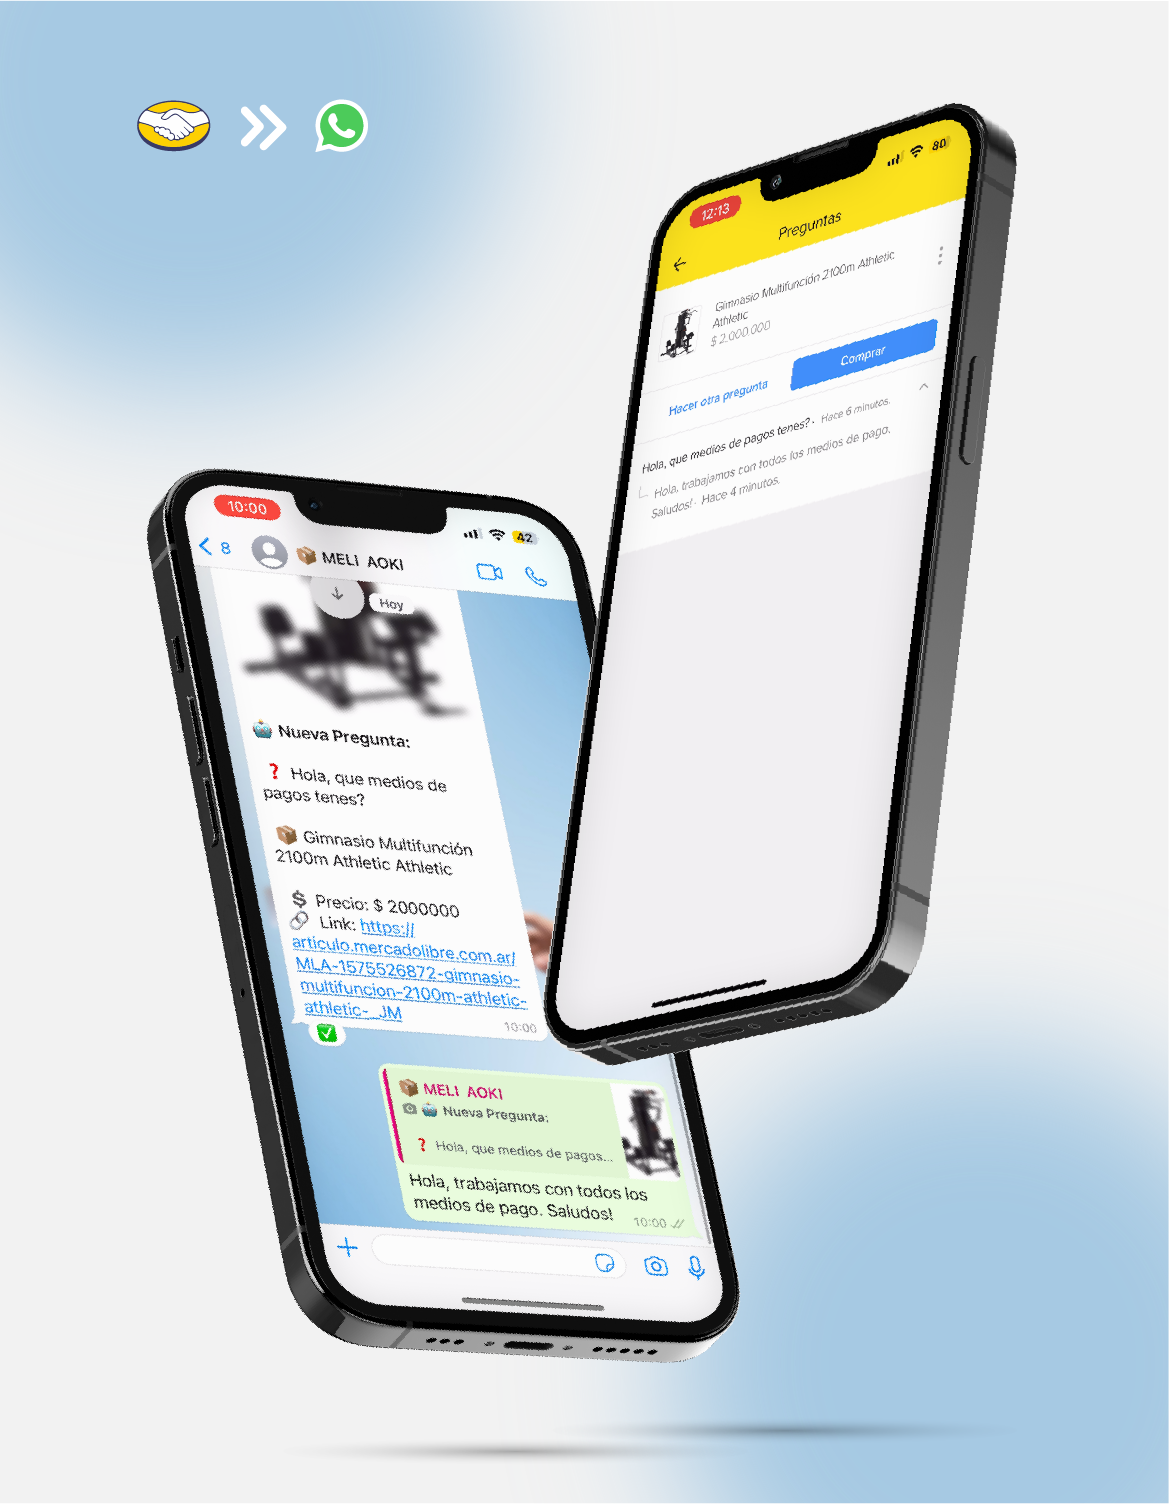 12:13
80
Preguntas
Gimnasio Multifunción 2100m Athletic
Athletic
$ 2.000.000
Hacer otra pregunta
Comprar
Hola, que medios de pagos tenes? · Hace 6 minutos.
Hola, trabajamos con todos los medios de pago.
Saludos! · Hace 4 minutos.
10:00
42
8
📦 MELI AOKI
Hoy
🤖 Nueva Pregunta:
❓ Hola, que medios de
pagos tenes?
📦 Gimnasio Multifunción
2100m Athletic Athletic
💲 Precio: $ 2000000
🔗 Link: https://
articulo.mercadolibre.com.ar/
MLA-1575526872-gimnasio-
multifuncion-2100m-athletic-
athletic-_JM
10:00
✅
📦 MELI AOKI
📷 🤖 Nueva Pregunta:
❓ Hola, que medios de pagos...
Hola, trabajamos con todos los
medios de pago. Saludos!
10:00